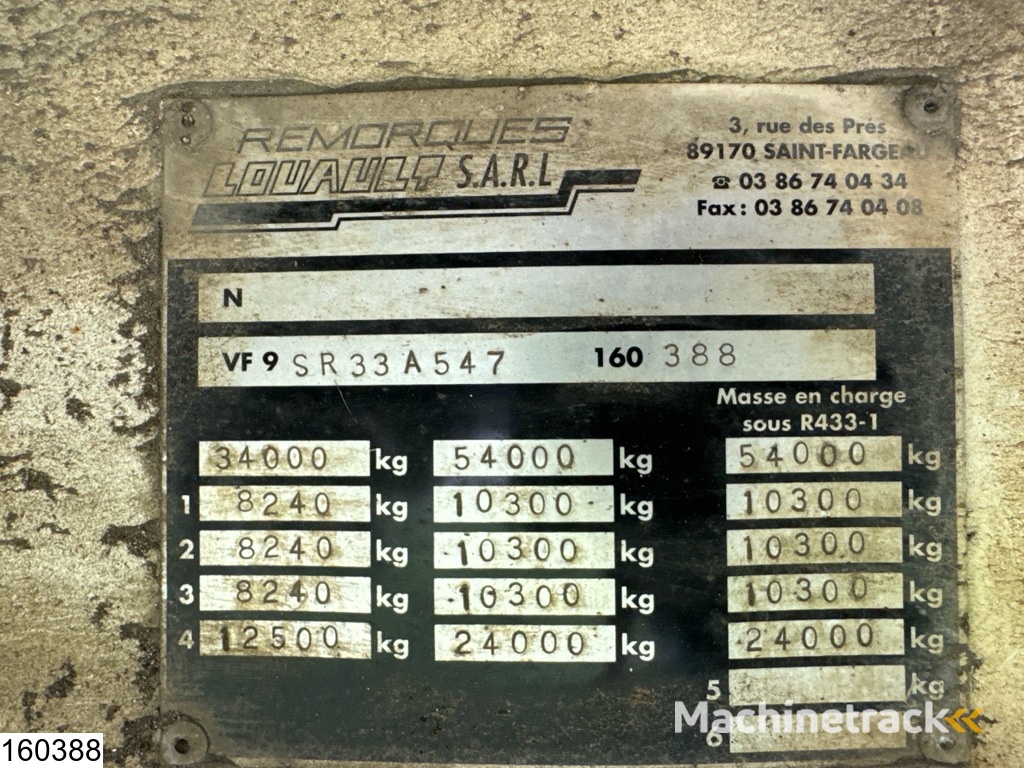 REMORQUES
LOUAULT S.A.R.L
3, rue des Prés
89170 SAINT-FARGEAU
☎ 03 86 74 04 34
Fax: 03 86 74 04 08
N
VF9 SR33A547 160 388
Masse en charge
sous R433-1
34000 kg 54000 kg 54000 kg
1 8240 kg 10300 kg 10300 kg
2 8240 kg 10300 kg 10300 kg
3 8240 kg 10300 kg 10300 kg
4 12500 kg 24000 kg 24000 kg
5 kg
6
Machinetrack
160388